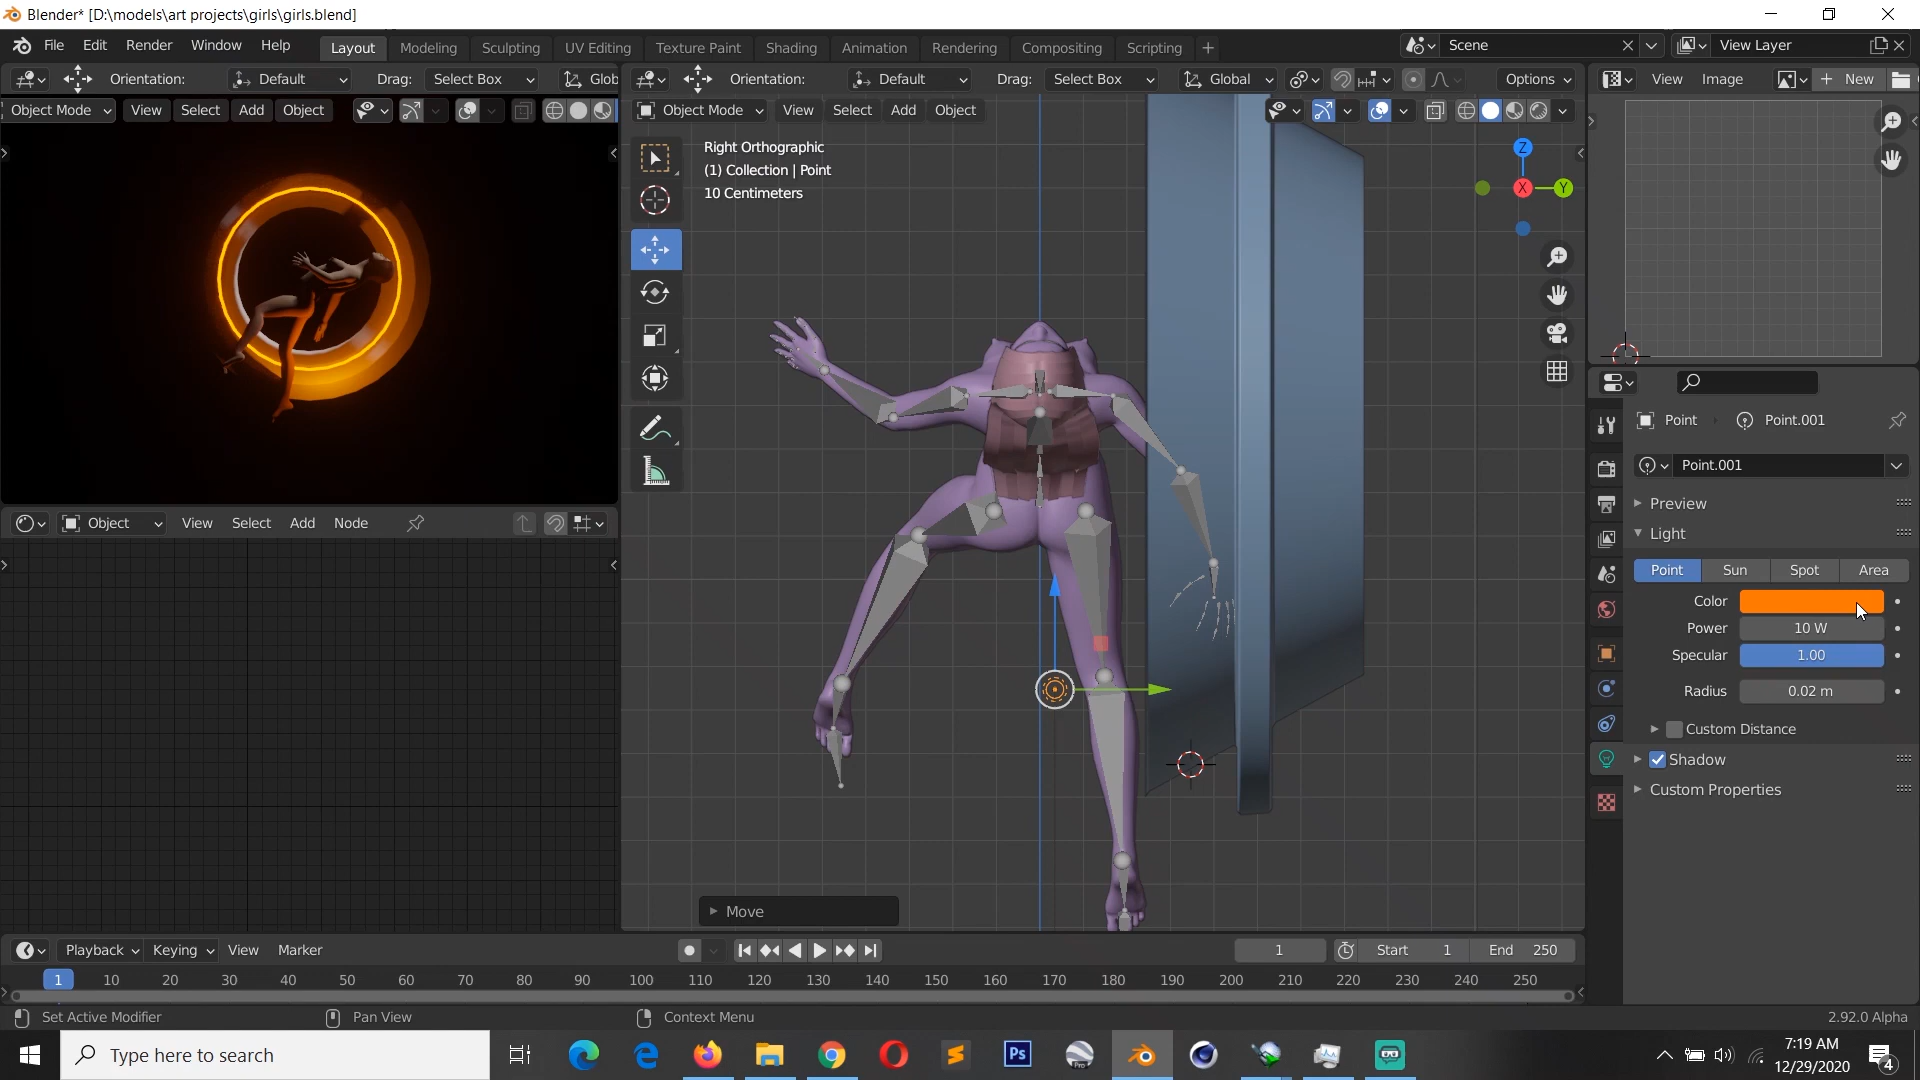 Blender* [D:\models\art projects\girls\girls.blend]
File Edit Render Window Help Layout Modeling Sculpting UV Editing Texture Paint Shading Animation Rendering Compositing Scripting + Scene View Layer
Orientation: Default Drag: Select Box Glob Orientation: Default Drag: Select Box Global Options View Image New
Object Mode View Select Add Object Object Mode View Select Add Object
Right Orthographic
(1) Collection | Point
10 Centimeters
Z
X
Y
Point Point.001
Point.001
Preview
Light
Point Sun Spot Area
Color
Power 10 W
Specular 1.00
Radius 0.02 m
Custom Distance
Shadow
Custom Properties
Object View Select Add Node
Move
Playback Keying View Marker 1 Start 1 End 250
1 10 20 30 40 50 60 70 80 90 100 110 120 130 140 150 160 170 180 190 200 210 220 230 240 250
Set Active Modifier Pan View Context Menu 2.92.0 Alpha
Type here to search Ps Pro 7:19 AM
12/29/2020 4